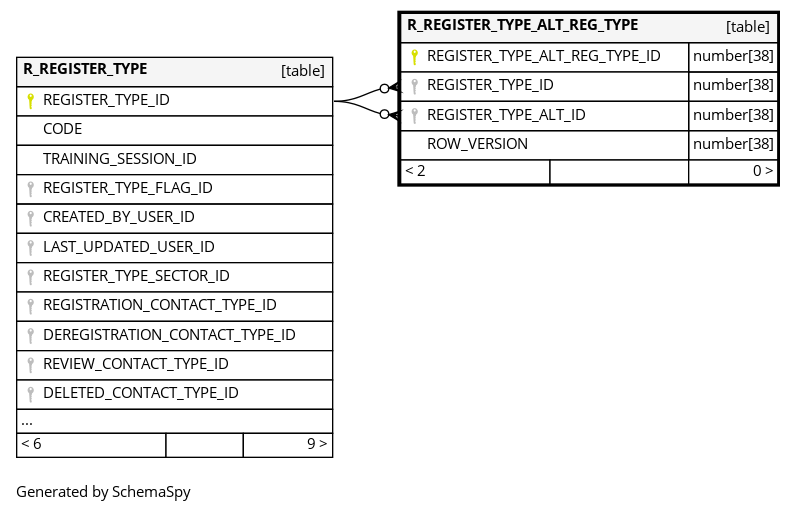 R_REGISTER_TYPE [table]
REGISTER_TYPE_ID
CODE
TRAINING_SESSION_ID
REGISTER_TYPE_FLAG_ID
CREATED_BY_USER_ID
LAST_UPDATED_USER_ID
REGISTER_TYPE_SECTOR_ID
REGISTRATION_CONTACT_TYPE_ID
DEREGISTRATION_CONTACT_TYPE_ID
REVIEW_CONTACT_TYPE_ID
DELETED_CONTACT_TYPE_ID
...
< 6 9 >
R_REGISTER_TYPE_ALT_REG_TYPE [table]
REGISTER_TYPE_ALT_REG_TYPE_ID number[38]
REGISTER_TYPE_ID number[38]
REGISTER_TYPE_ALT_ID number[38]
ROW_VERSION number[38]
< 2 0 >
Generated by SchemaSpy